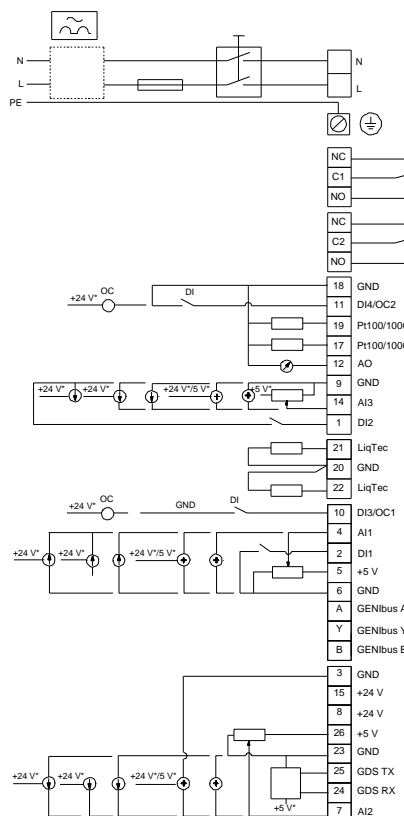 N N
L L
PE
NC
C1
NO
NC
C2
NO
18 GND
+24 V* OC DI 11 DI4/OC2
19 Pt100/1000
17 Pt100/1000
12 AO
9 GND
+24 V* +24 V* +24 V*/5 V* +5 V*
14 AI3
1 DI2
21 LiqTec
20 GND
22 LiqTec
+24 V* OC GND DI 10 DI3/OC1
4 AI1
2 DI1
+24 V* +24 V* +24 V*/5 V*
5 +5 V
6 GND
A GENIbus A
Y GENIbus Y
B GENIbus B
3 GND
15 +24 V
8 +24 V
26 +5 V
23 GND
25 GDS TX
+24 V* +24 V* +24 V*/5 V*
24 GDS RX
+5 V*
7 AI2